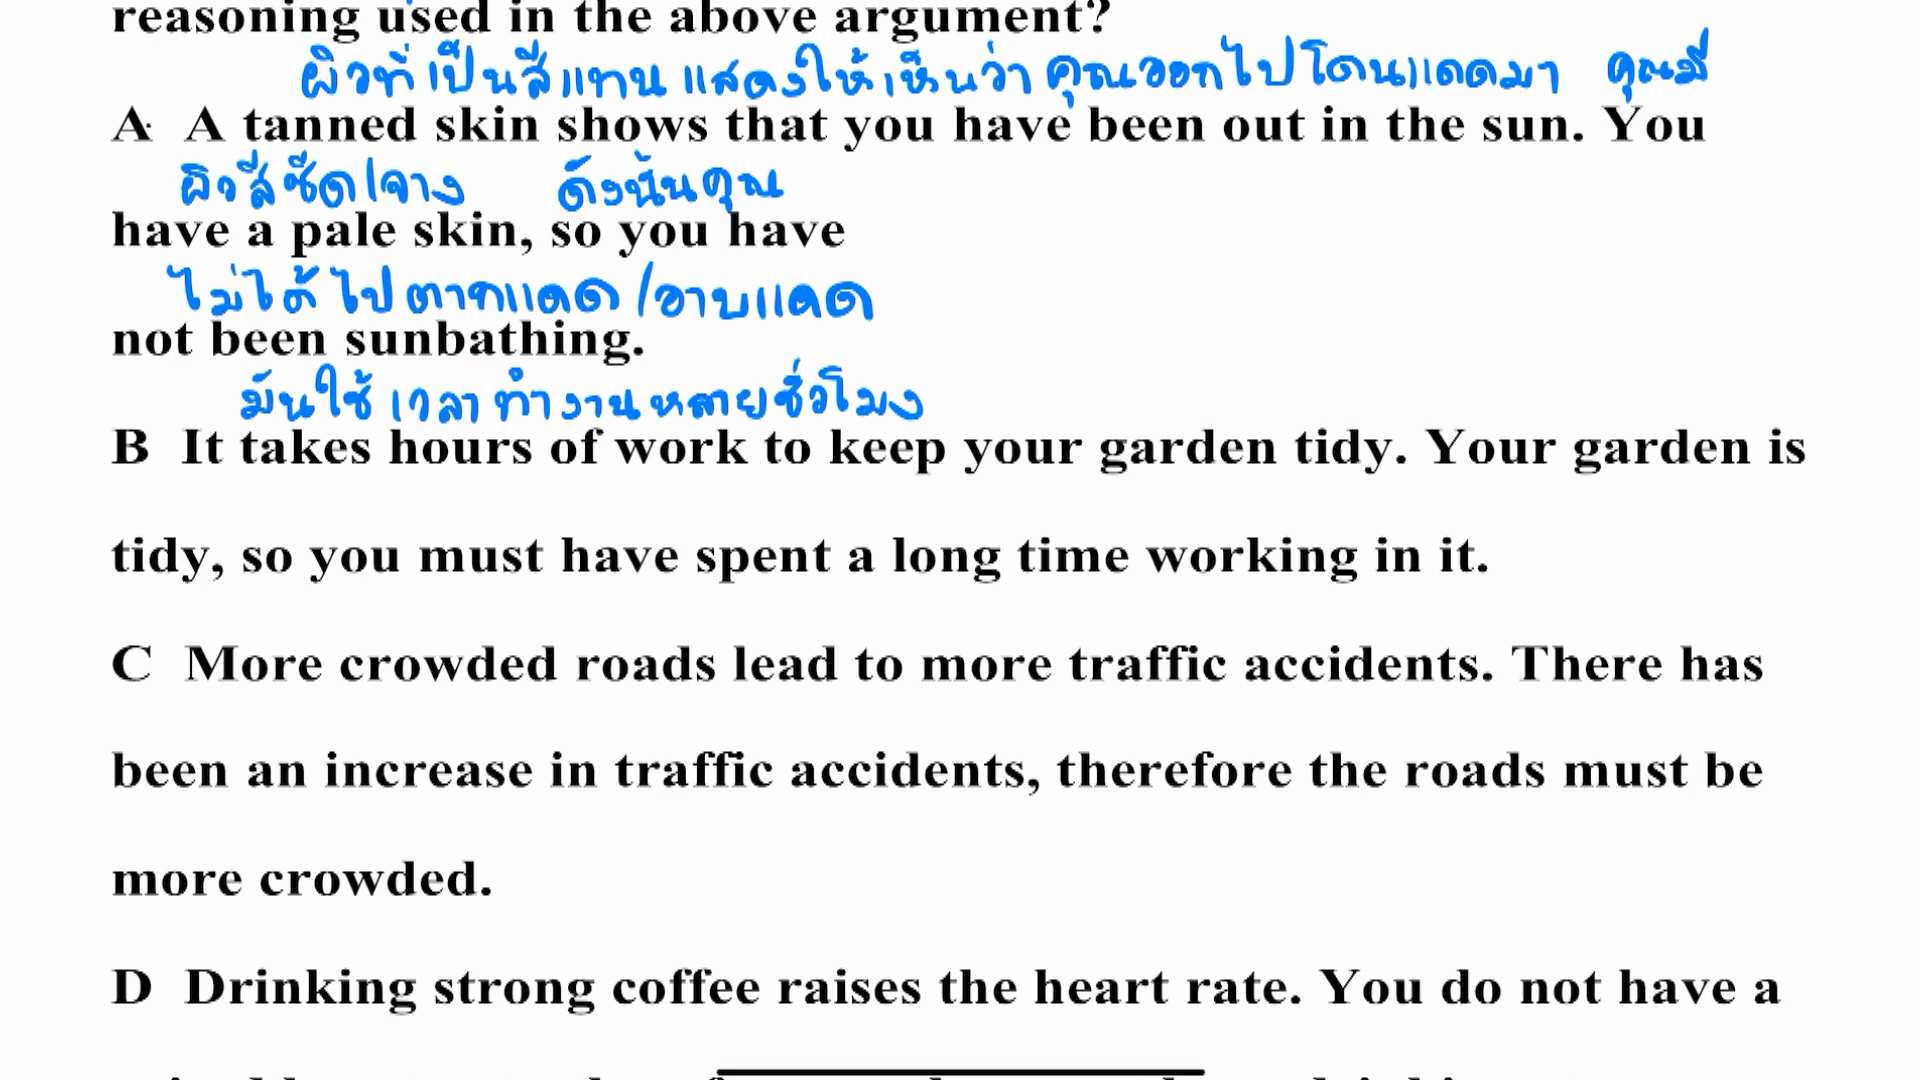 reasoning used in the above argument?
ผิวที่เป็นสีแทน แสดงให้เห็นว่า คุณออกไปโดนแดดมา คุณมี
A A tanned skin shows that you have been out in the sun. You
ผิวสีซีด/จาง ดังนั้นคุณ
have a pale skin, so you have
ไม่ได้ไปตากแดด/อาบแดด
not been sunbathing.
มันใช้เวลาทำงานหลายชั่วโมง
B It takes hours of work to keep your garden tidy. Your garden is
tidy, so you must have spent a long time working in it.
C More crowded roads lead to more traffic accidents. There has
been an increase in traffic accidents, therefore the roads must be
more crowded.
D Drinking strong coffee raises the heart rate. You do not have a